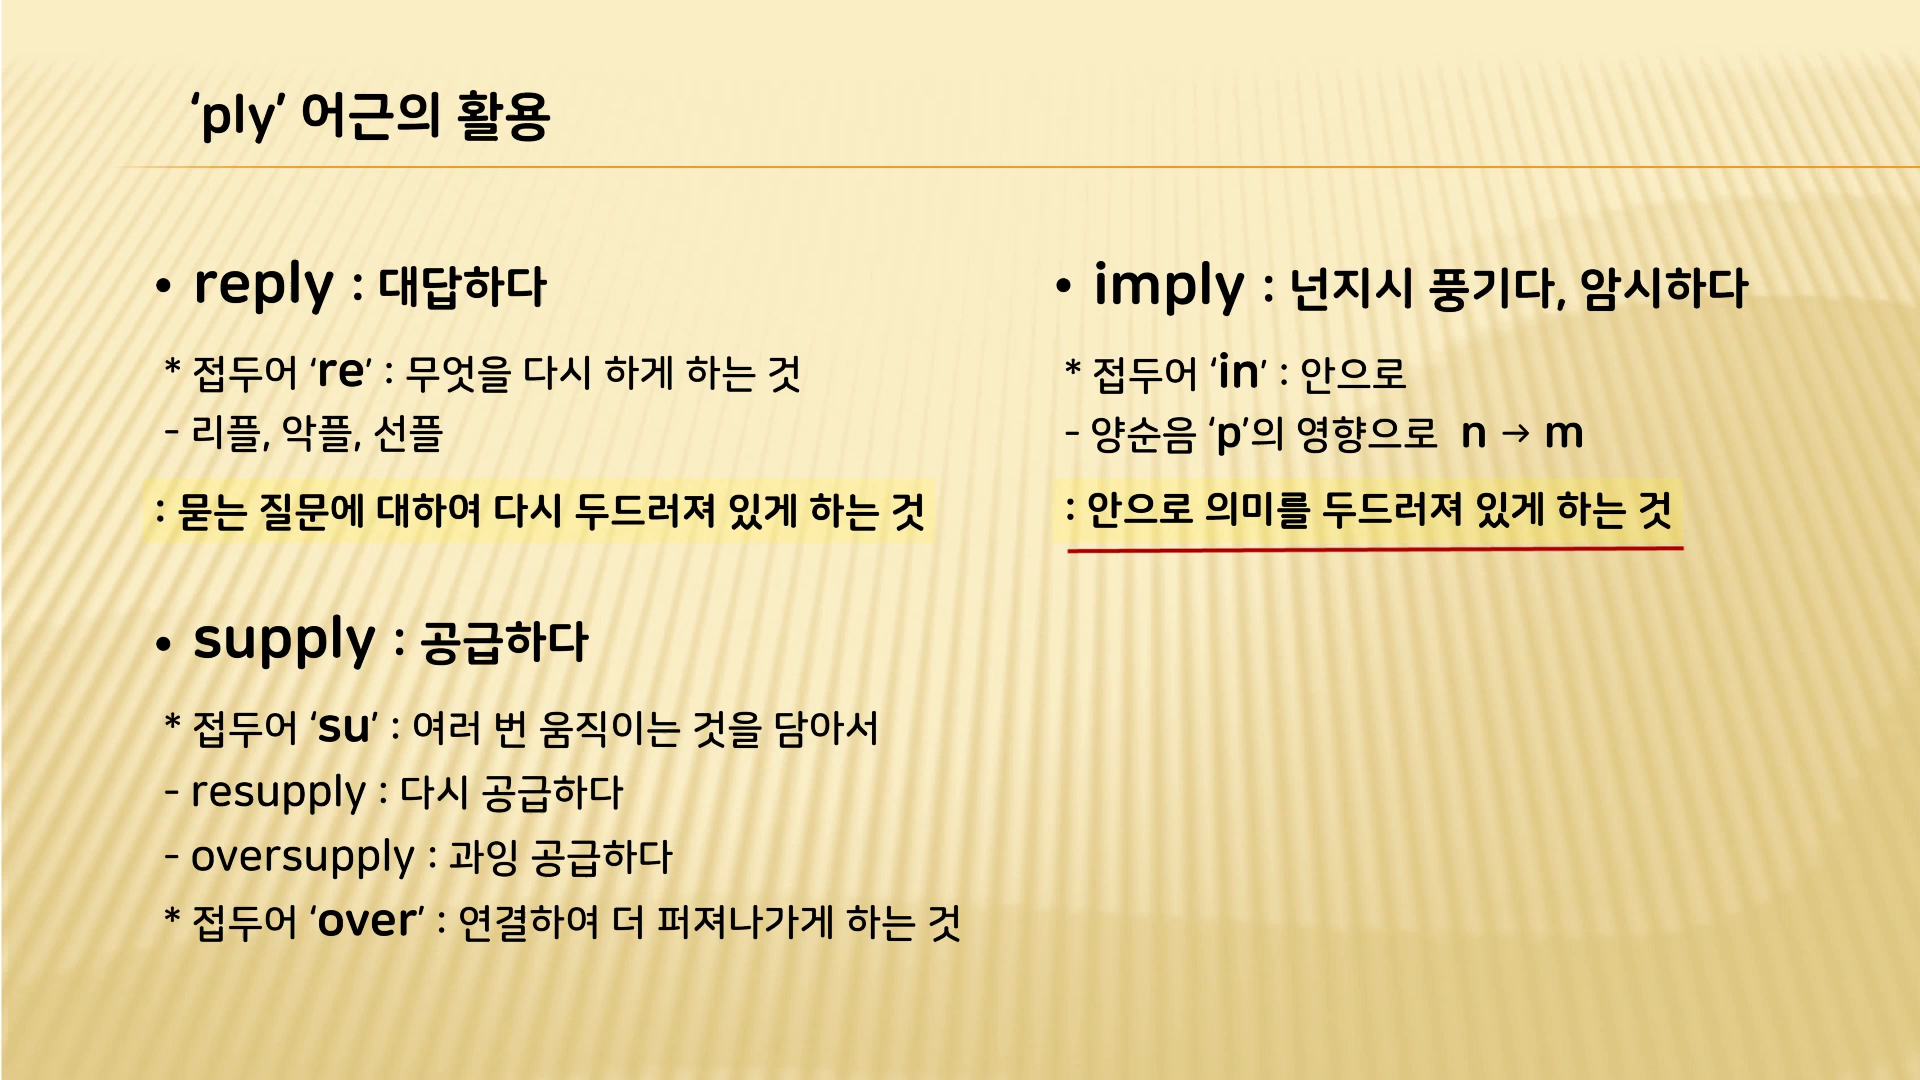 ‘ply’ 어근의 활용
• reply : 대답하다
* 접두어 ‘re’ : 무엇을 다시 하게 하는 것
- 리플, 악플, 선플
: 묻는 질문에 대하여 다시 두드러져 있게 하는 것
• supply : 공급하다
* 접두어 ‘su’ : 여러 번 움직이는 것을 담아서
- resupply : 다시 공급하다
- oversupply : 과잉 공급하다
* 접두어 ‘over’ : 연결하여 더 퍼져나가게 하는 것
• imply : 넌지시 풍기다, 암시하다
* 접두어 ‘in’ : 안으로
- 양순음 ‘p’의 영향으로 n → m
: 안으로 의미를 두드러져 있게 하는 것